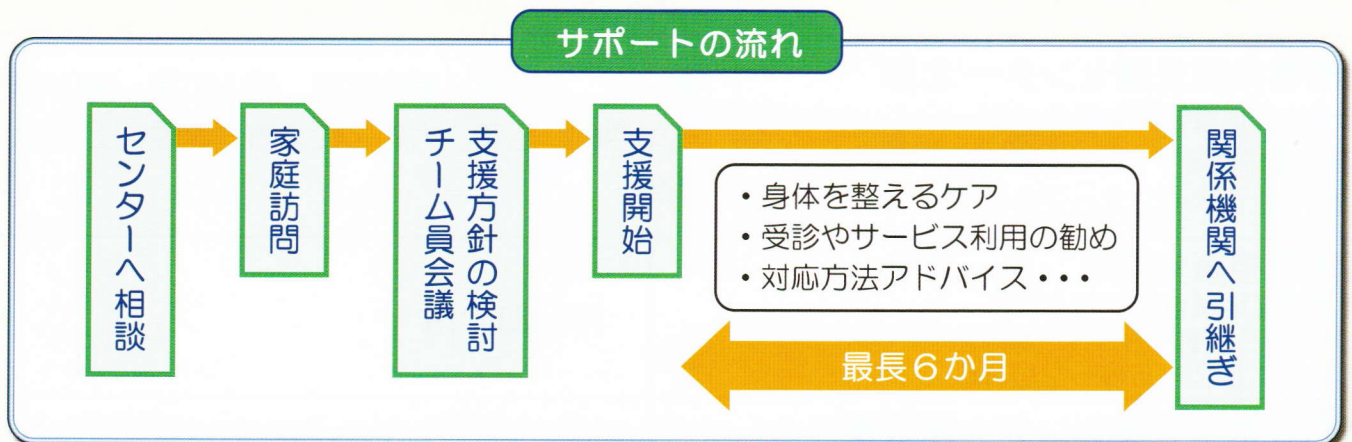 サポートの流れ
センターへ相談
家庭訪問
支援方針の検討
チーム員会議
支援開始
・身体を整えるケア
・受診やサービス利用の勧め
・対応方法アドバイス・・・
最長６か月
関係機関へ引継ぎ